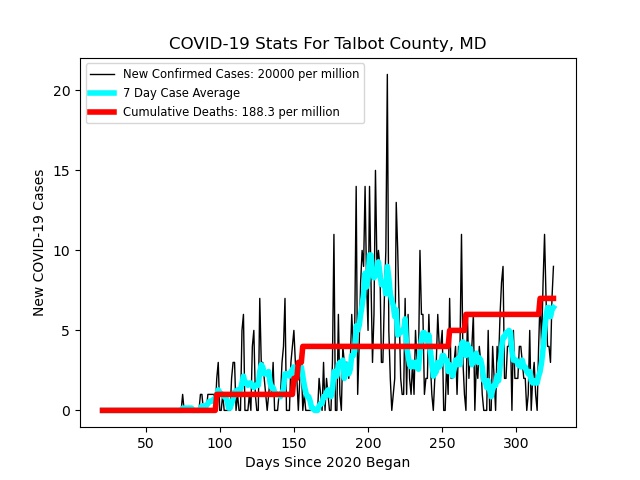 COVID-19 Stats For Talbot County, MD
New Confirmed Cases: 20000 per million
7 Day Case Average
Cumulative Deaths: 188.3 per million
New COVID-19 Cases
20
15
10
5
0
50 100 150 200 250 300
Days Since 2020 Began